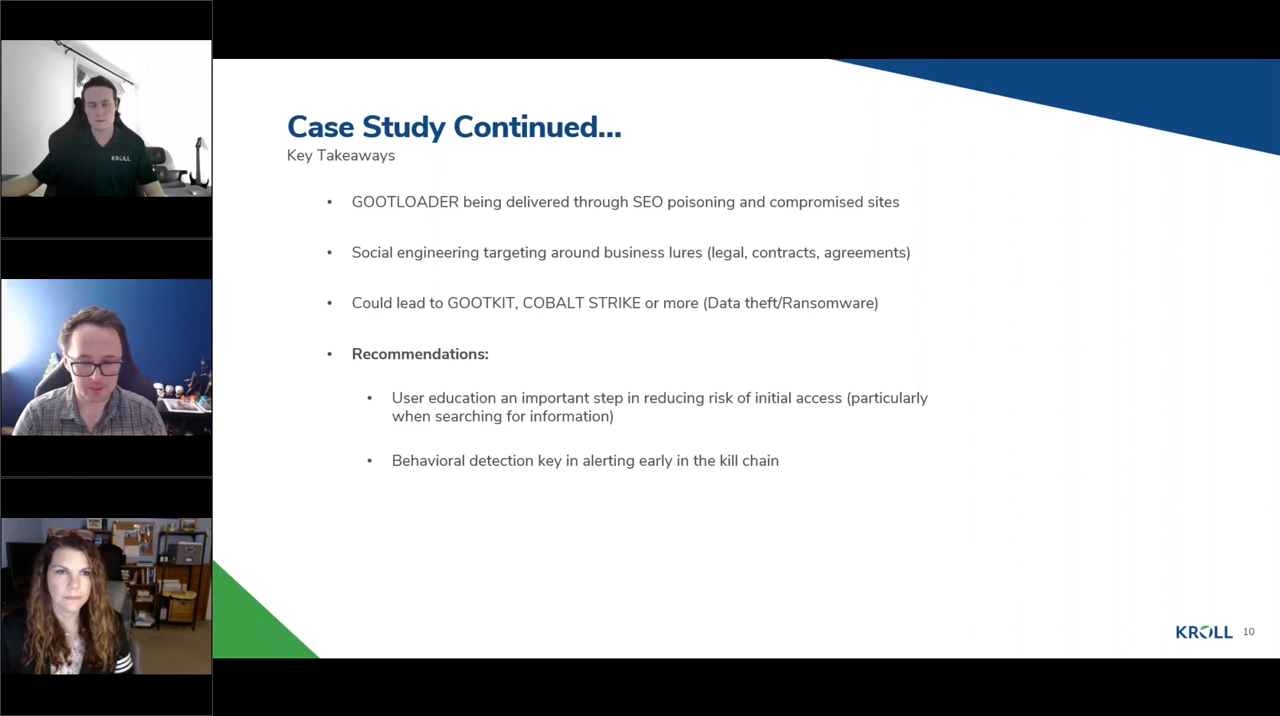 KROLL
Case Study Continued...
Key Takeaways
• GOOTLOADER being delivered through SEO poisoning and compromised sites
• Social engineering targeting around business lures (legal, contracts, agreements)
• Could lead to GOOTKIT, COBALT STRIKE or more (Data theft/Ransomware)
• Recommendations:
• User education an important step in reducing risk of initial access (particularly
when searching for information)
• Behavioral detection key in alerting early in the kill chain
KROLL 10